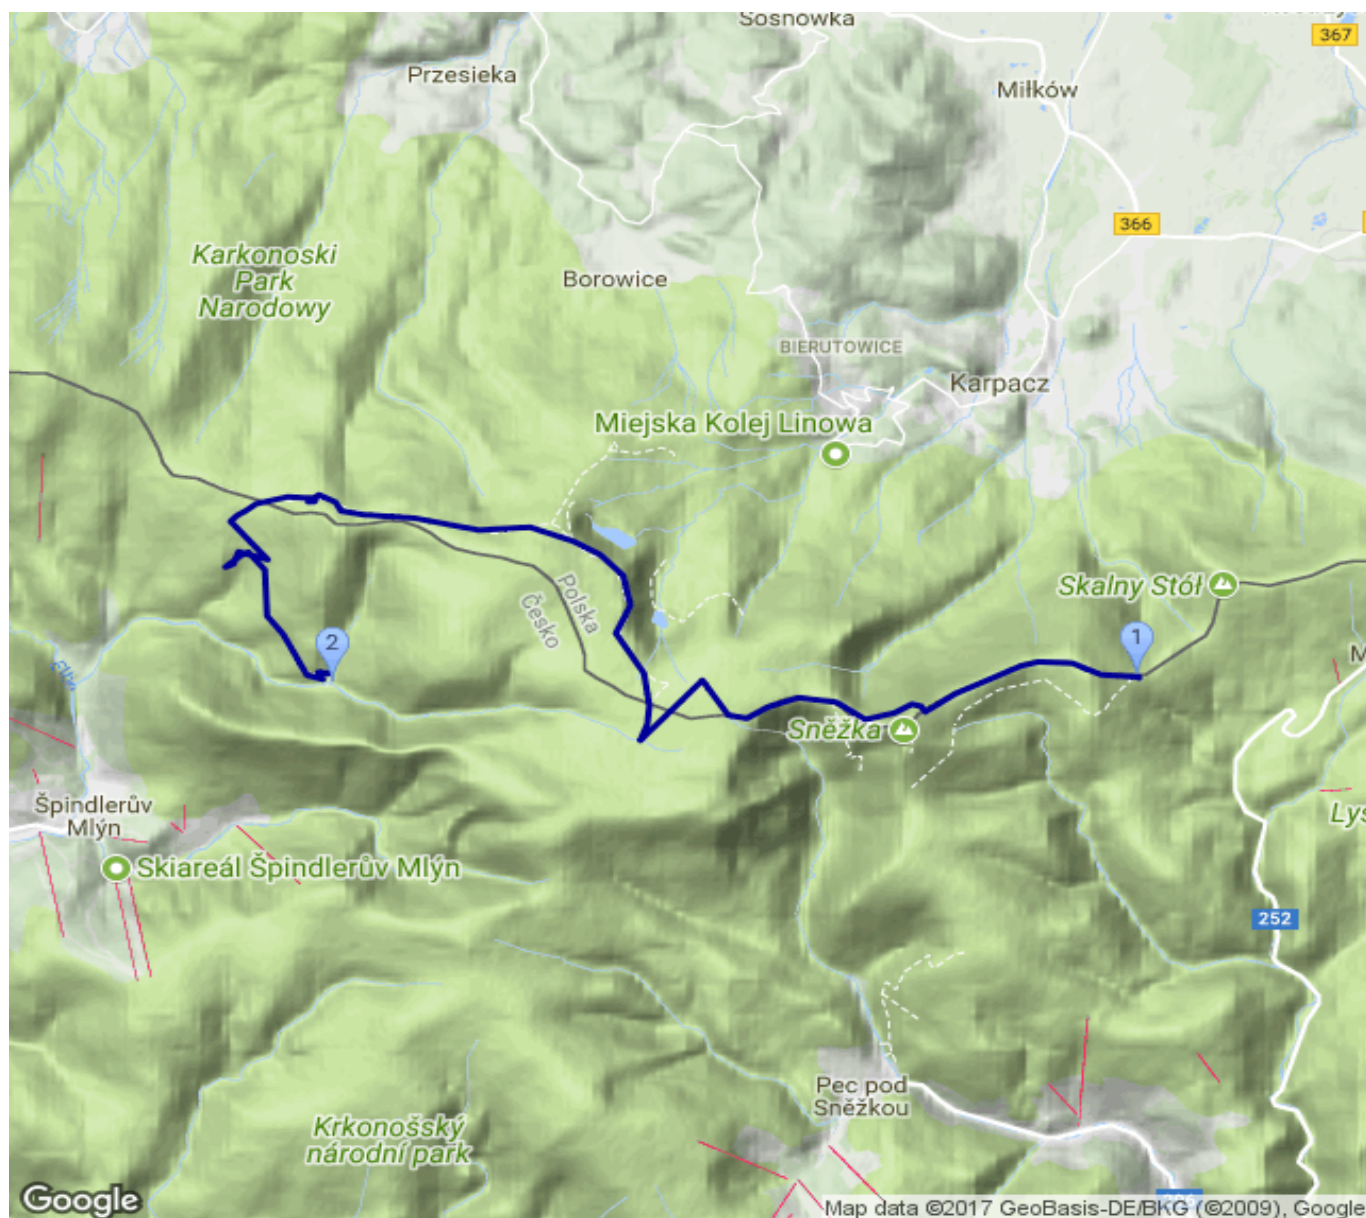 Sosnówka
367
Przesieka
Miłków
366
Karkonoski
Park
Narodowy
Borowice
BIERUTOWICE
Karpacz
Miejska Kolej Linowa
Skalny Stół
Polska
Česko
2
1
Elbe
Sněžka
Špindlerův
Mlýn
Skiareál Špindlerův Mlýn
252
Pec pod
Sněžkou
Krkonošský
národní park
Google
Map data ©2017 GeoBasis-DE/BKG (©2009), Google